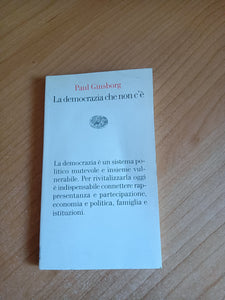 Paul Ginsborg
La democrazia che non c'è
La democrazia è un sistema po-
litico mutevole e insieme vul-
nerabile. Per rivitalizzarla oggi
è indispensabile connettere rap-
presentanza e partecipazione,
economia e politica, famiglia e
istituzioni.